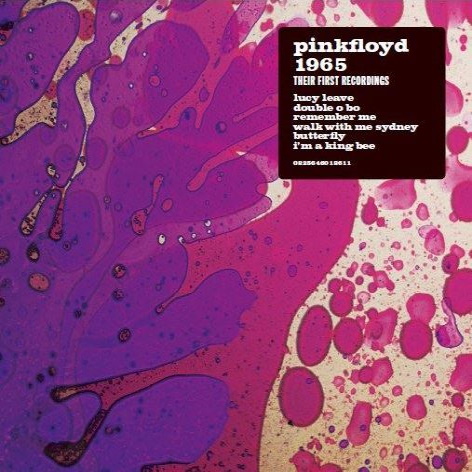 pinkfloyd
1965
THEIR FIRST RECORDINGS
lucy leave
double o bo
remember me
walk with me sydney
butterfly
i'm a king bee
0825646018611